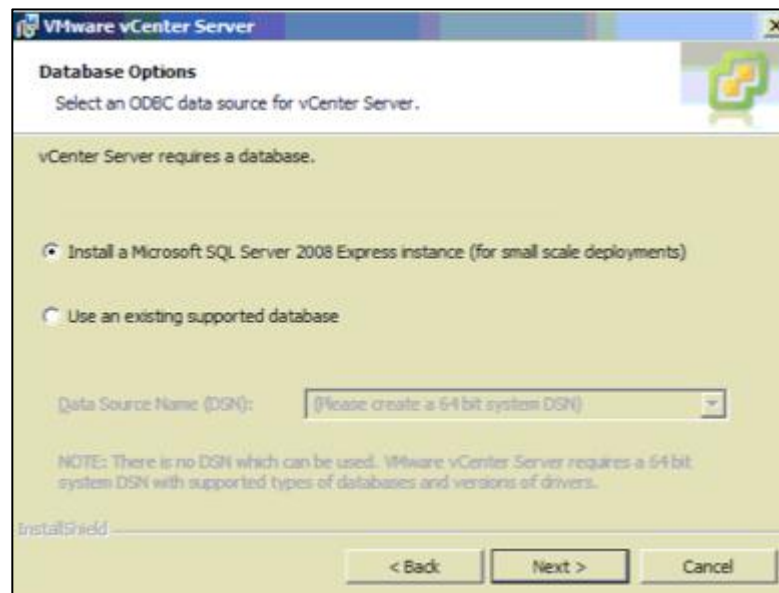 VMware vCenter Server
Database Options
Select an ODBC data source for vCenter Server.
vCenter Server requires a database.
Install a Microsoft SQL Server 2008 Express instance (for small scale deployments)
Use an existing supported database
Data Source Name (DSN): (Please create a 64 bit system DSN)
NOTE: There is no DSN which can be used. VMware vCenter Server requires a 64 bit
system DSN with supported types of databases and versions of drivers.
InstallShield
< Back Next > Cancel